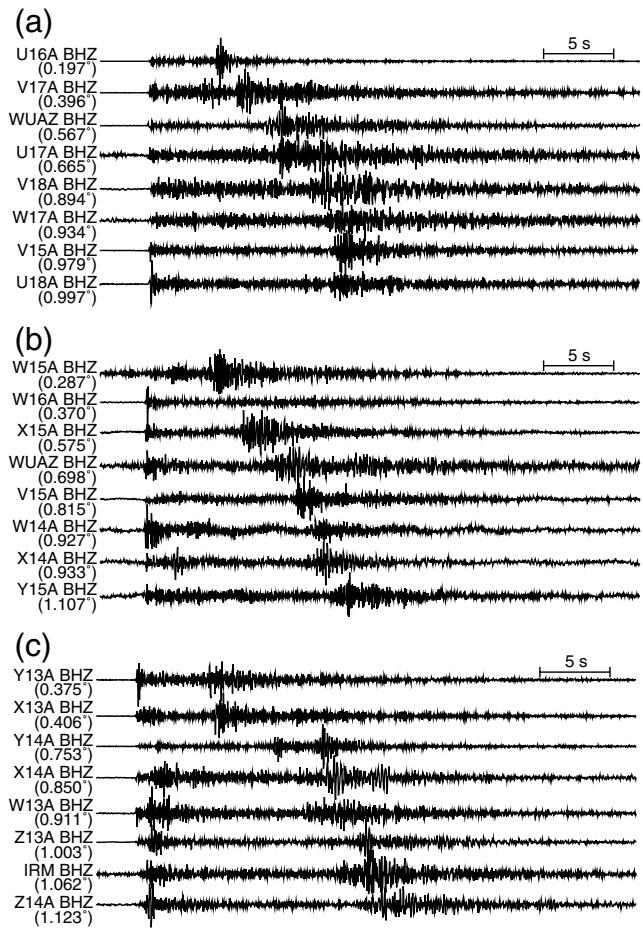 (a)
5 s
U16A BHZ
(0.197°)
V17A BHZ
(0.396°)
WUAZ BHZ
(0.567°)
U17A BHZ
(0.665°)
V18A BHZ
(0.894°)
W17A BHZ
(0.934°)
V15A BHZ
(0.979°)
U18A BHZ
(0.997°)
(b)
5 s
W15A BHZ
(0.287°)
W16A BHZ
(0.370°)
X15A BHZ
(0.575°)
WUAZ BHZ
(0.698°)
V15A BHZ
(0.815°)
W14A BHZ
(0.927°)
X14A BHZ
(0.933°)
Y15A BHZ
(1.107°)
(c)
5 s
Y13A BHZ
(0.375°)
X13A BHZ
(0.406°)
Y14A BHZ
(0.753°)
X14A BHZ
(0.850°)
W13A BHZ
(0.911°)
Z13A BHZ
(1.003°)
IRM BHZ
(1.062°)
Z14A BHZ
(1.123°)